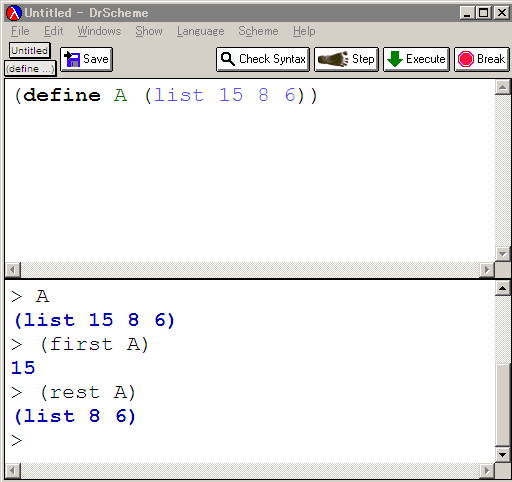 Untitled - DrScheme
File Edit Windows Show Language Scheme Help
Untitled
(define ...)
Save
Check Syntax
Step
Execute
Break
(define A (list 15 8 6))
> A
(list 15 8 6)
> (first A)
15
> (rest A)
(list 8 6)
>